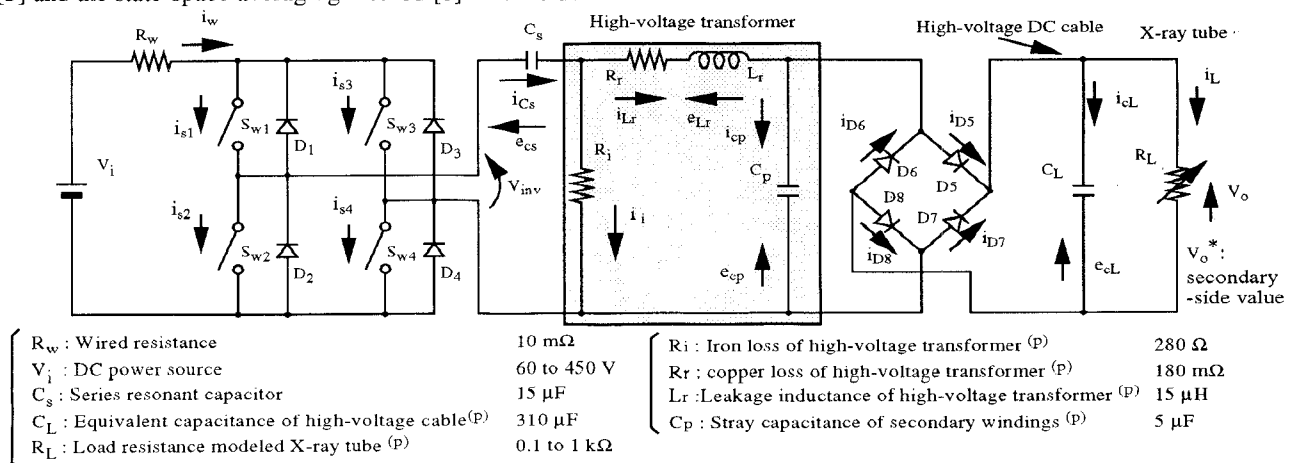 High-voltage transformer
High-voltage DC cable
X-ray tube
i_w
R_w
C_s
R_r
L_r
i_Cs
i_Lr
e_Lr
i_cp
e_cs
i_s1
S_w1
D_1
i_s3
S_w3
D_3
V_i
V_inv
R_i
i_i
C_p
e_cp
i_s2
S_w2
D_2
i_s4
S_w4
D_4
i_D6
i_D5
D6
D5
D8
D7
i_D8
i_D7
i_cL
i_L
C_L
R_L
V_o
e_cL
V_o*:
secondary
-side value
R_w : Wired resistance 10 mΩ
V_i : DC power source 60 to 450 V
C_s : Series resonant capacitor 15 µF
C_L : Equivalent capacitance of high-voltage cable (p) 310 µF
R_L : Load resistance modeled X-ray tube (p) 0.1 to 1 kΩ
Ri : Iron loss of high-voltage transformer (p) 280 Ω
Rr : copper loss of high-voltage transformer (p) 180 mΩ
Lr :Leakage inductance of high-voltage transformer (p) 15 µH
Cp : Stray capacitance of secondary windings (p) 5 µF